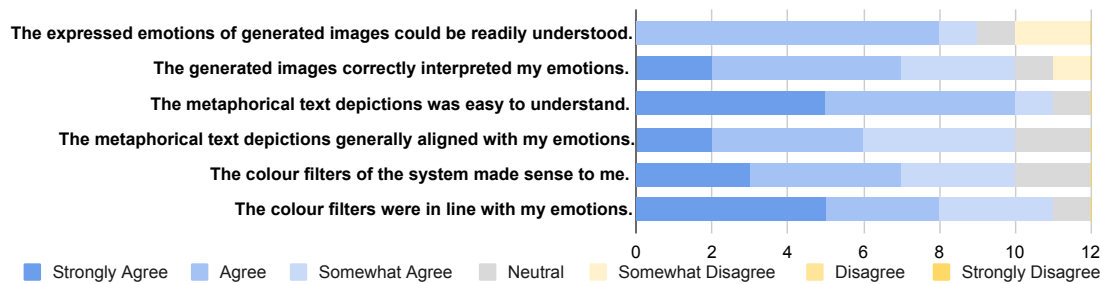 The expressed emotions of generated images could be readily understood.
The generated images correctly interpreted my emotions.
The metaphorical text depictions was easy to understand.
The metaphorical text depictions generally aligned with my emotions.
The colour filters of the system made sense to me.
The colour filters were in line with my emotions.
0 2 4 6 8 10 12
Strongly Agree Agree Somewhat Agree Neutral Somewhat Disagree Disagree Strongly Disagree